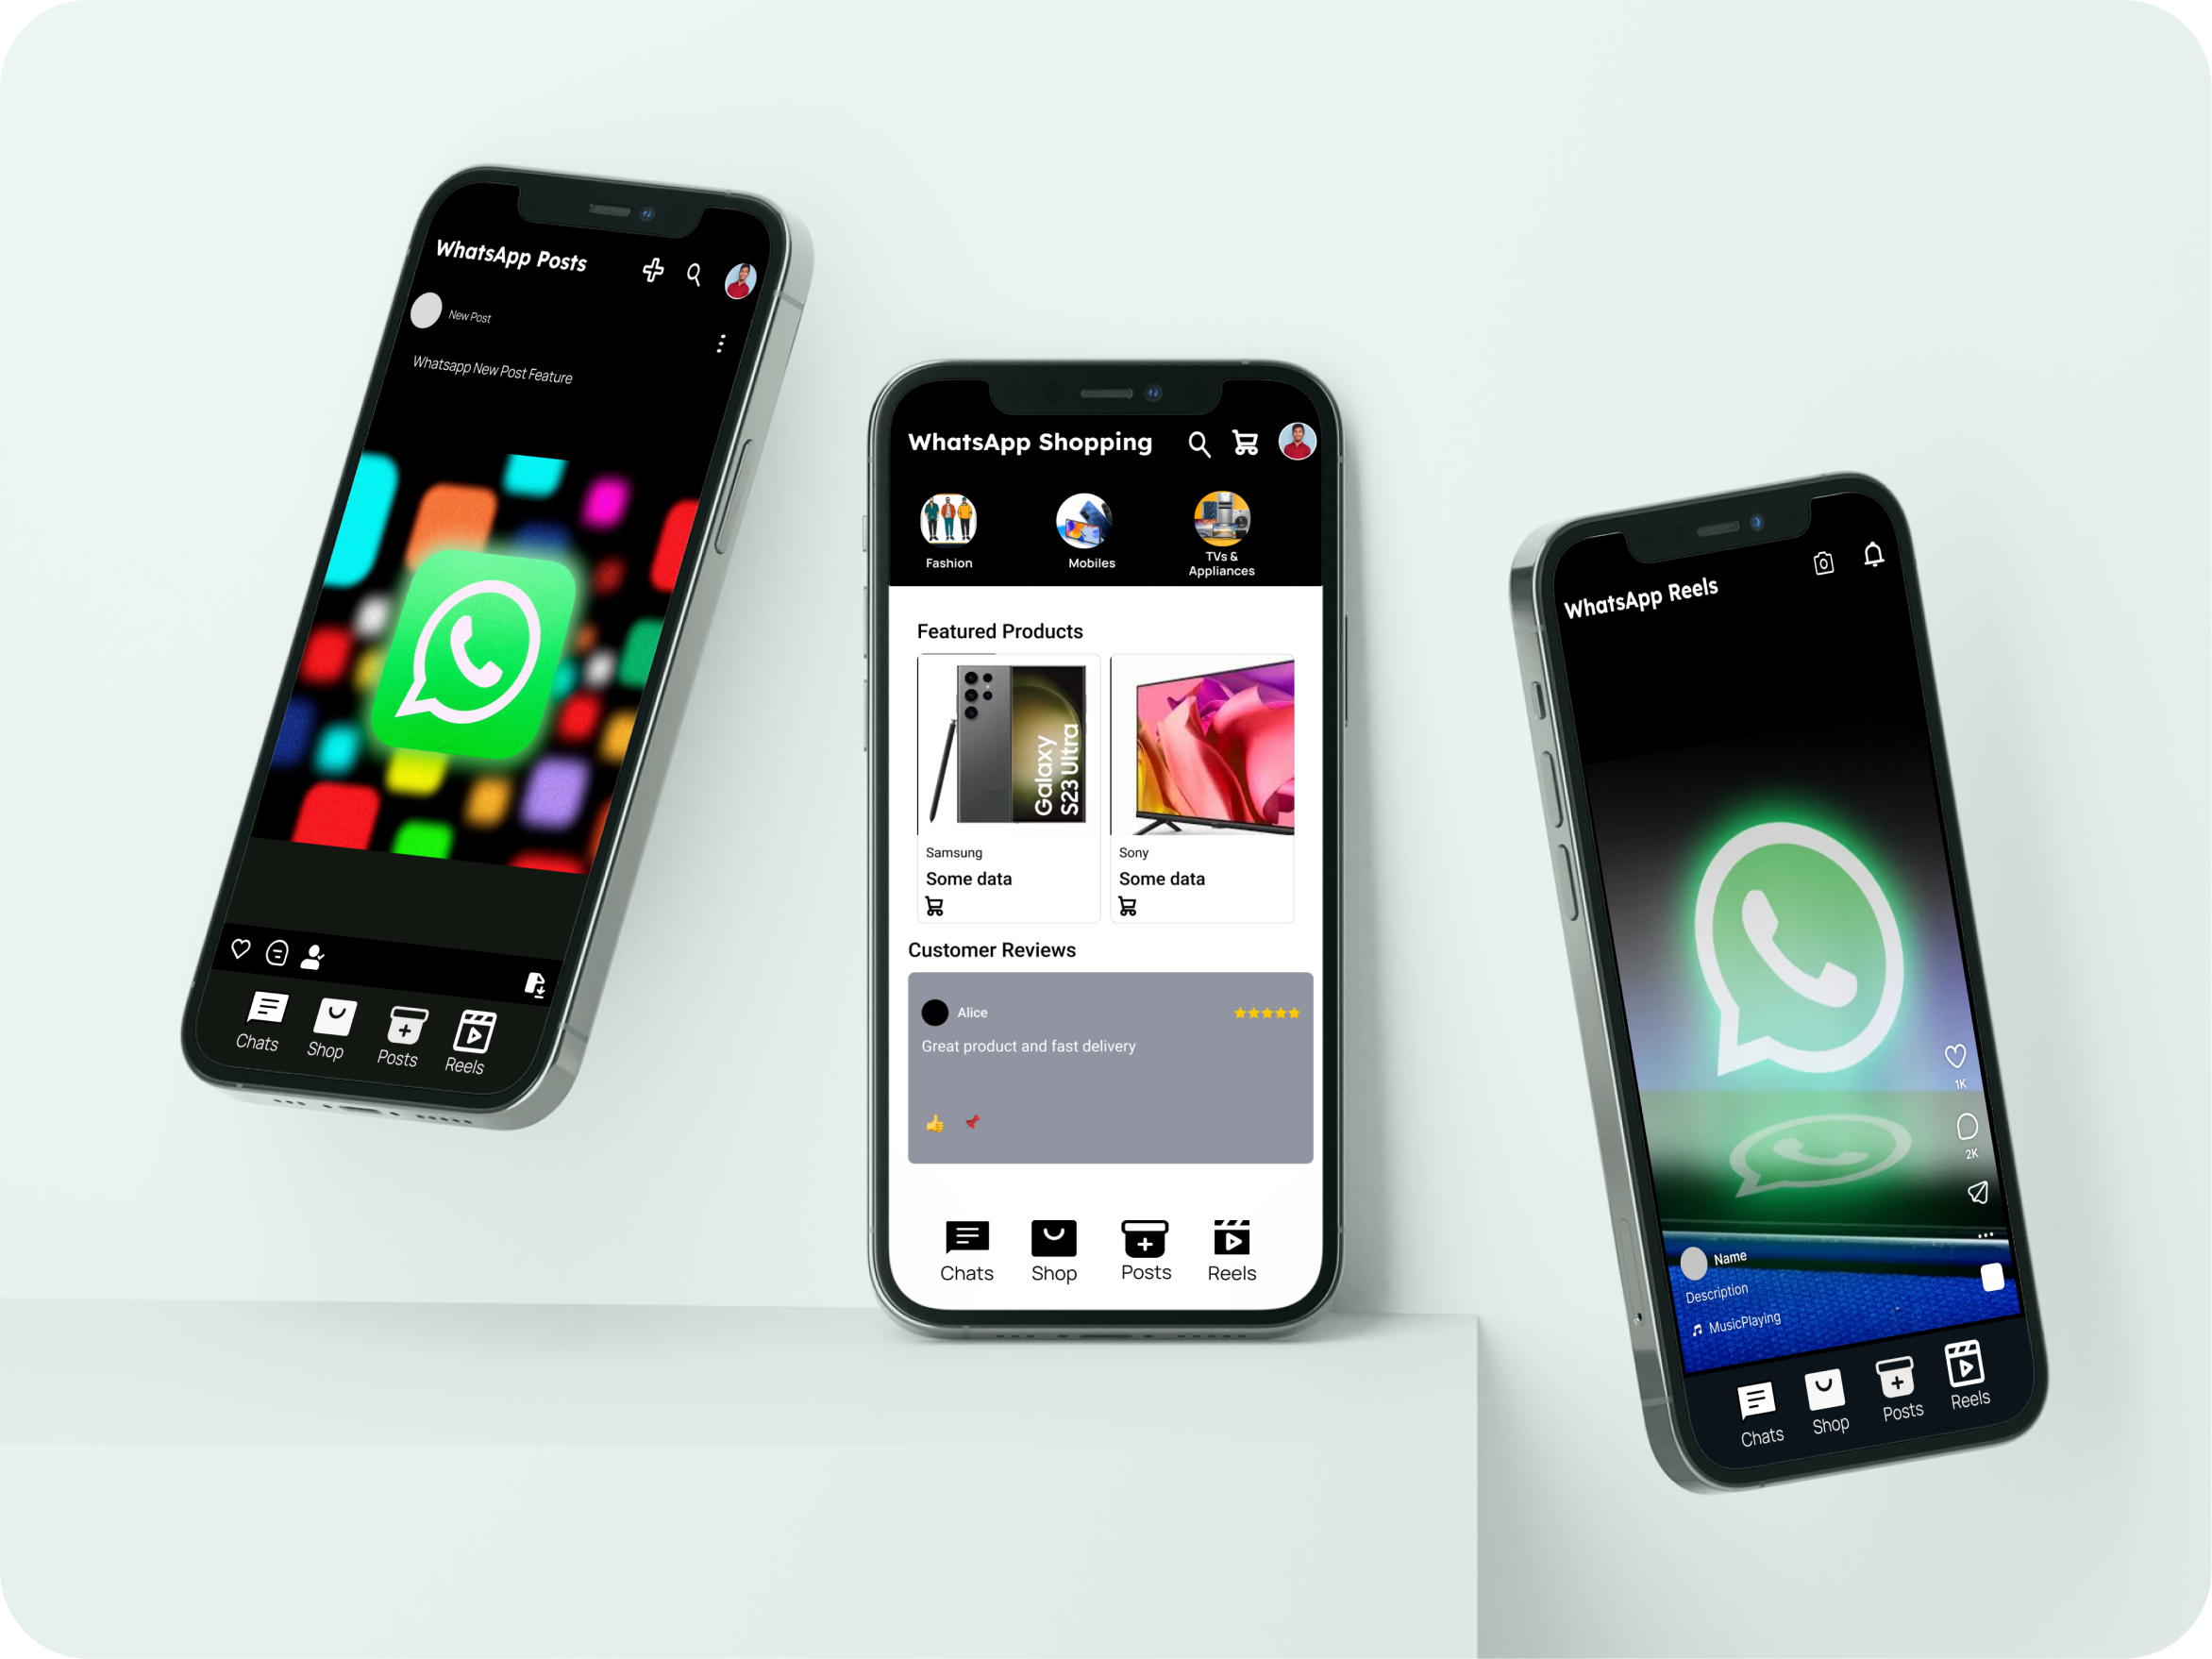 WhatsApp Posts
New Post
Whatsapp New Post Feature
Chats
Shop
Posts
Reels
WhatsApp Shopping
Fashion
Mobiles
TVs &
Appliances
Featured Products
Galaxy
S23 Ultra
Samsung
Some data
Sony
Some data
Customer Reviews
Alice
Great product and fast delivery
Chats
Shop
Posts
Reels
WhatsApp Reels
1K
2K
Name
Description
MusicPlaying
Chats
Shop
Posts
Reels